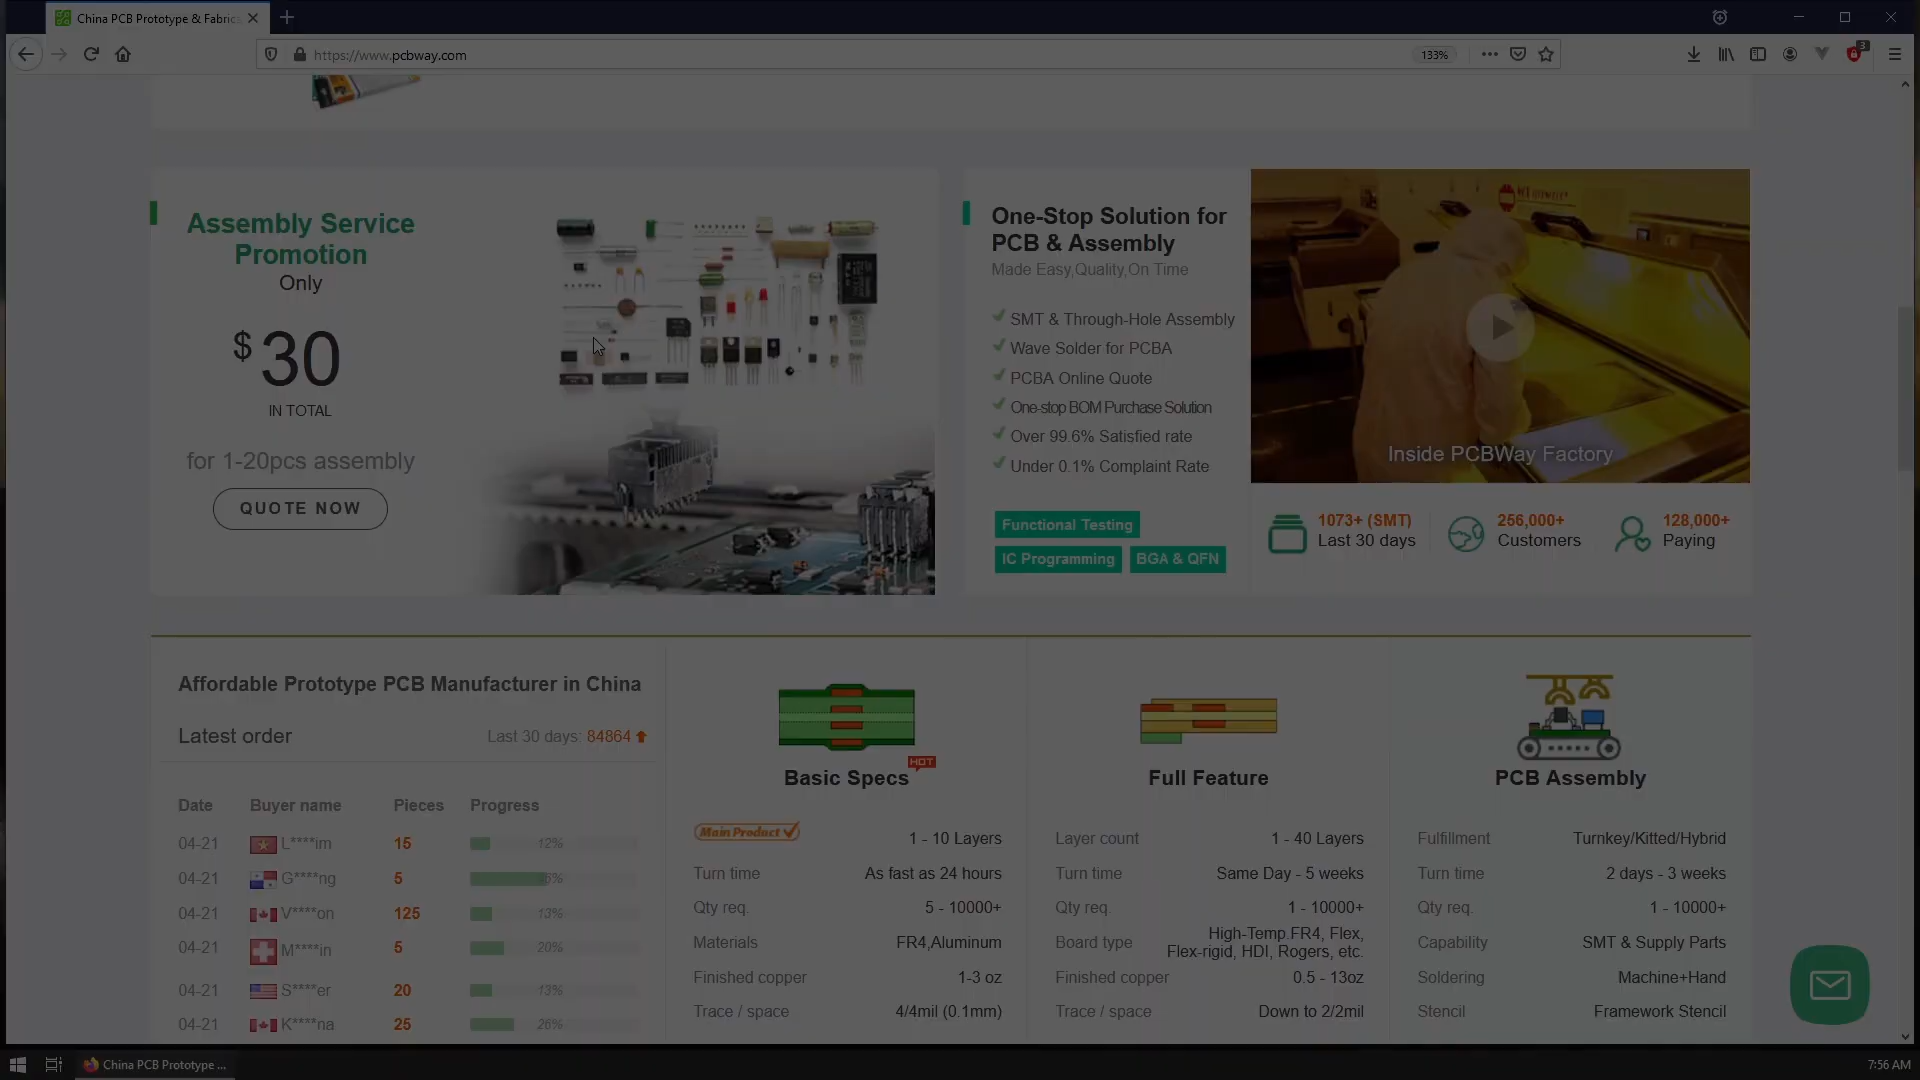 China PCB Prototype & Fabric
https://www.pcbway.com
133%
3
Assembly Service
Promotion
Only
$30
IN TOTAL
for 1-20pcs assembly
QUOTE NOW
One-Stop Solution for
PCB & Assembly
Made Easy,Quality,On Time
SMT & Through-Hole Assembly
Wave Solder for PCBA
PCBA Online Quote
One-stop BOM Purchase Solution
Over 99.6% Satisfied rate
Under 0.1% Complaint Rate
Functional Testing
IC Programming BGA & QFN
Inside PCBWay Factory
1073+ (SMT)
Last 30 days
256,000+
Customers
128,000+
Paying
Affordable Prototype PCB Manufacturer in China
Latest order Last 30 days: 84864
Date Buyer name Pieces Progress
04-21 L****im 15 12%
04-21 G****ng 5
04-21 V****on 125 13%
04-21 M****in 5 20%
04-21 S****er 20 13%
04-21 K****na 25 26%
HOT
Basic Specs
Main Product 1 - 10 Layers
Turn time As fast as 24 hours
Qty req. 5 - 10000+
Materials FR4,Aluminum
Finished copper 1-3 oz
Trace / space 4/4mil (0.1mm)
Full Feature
Layer count 1 - 40 Layers
Turn time Same Day - 5 weeks
Qty req. 1 - 10000+
Board type High-Temp.FR4, Flex,
Flex-rigid, HDI, Rogers, etc.
Finished copper 0.5 - 13oz
Trace / space Down to 2/2mil
PCB Assembly
Fulfillment Turnkey/Kitted/Hybrid
Turn time 2 days - 3 weeks
Qty req. 1 - 10000+
Capability SMT & Supply Parts
Soldering Machine+Hand
Stencil Framework Stencil
China PCB Prototype ...
7:56 AM